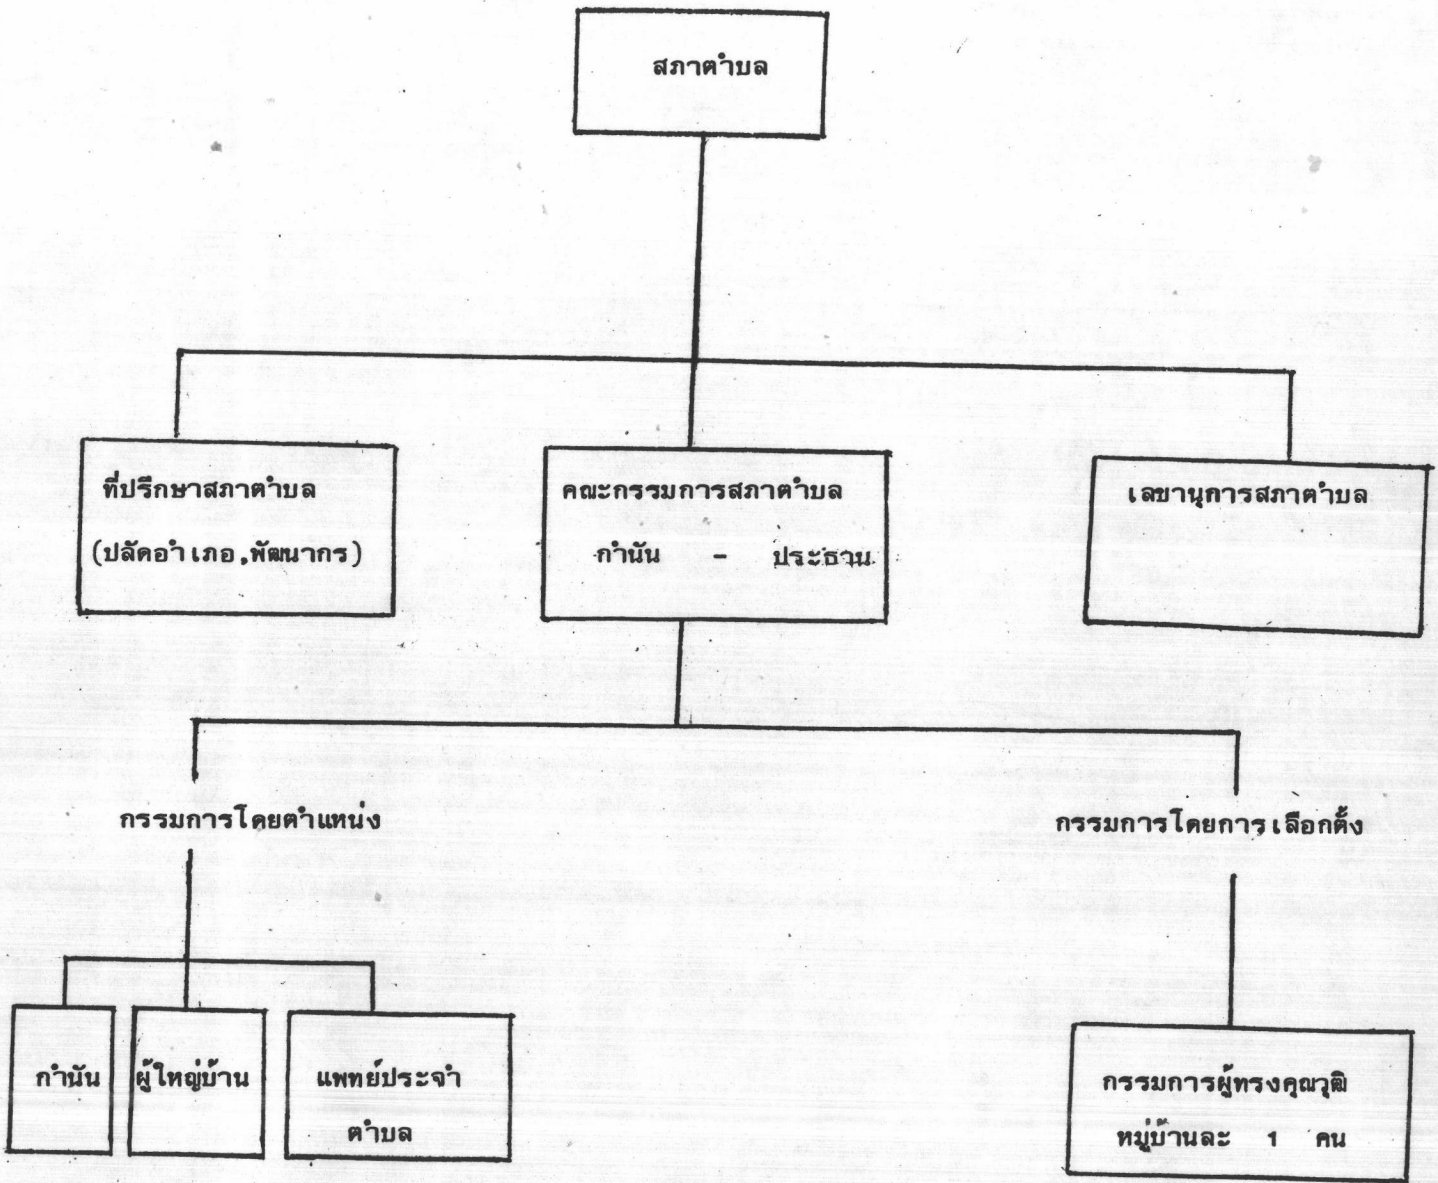 สภาตำบล
ที่ปรึกษาสภาตำบล
(ปลัดอำเภอ,พัฒนากร)
คณะกรรมการสภาตำบล
กำนัน - ประธาน
เลขานุการสภาตำบล
กรรมการโดยตำแหน่ง
กรรมการโดยการเลือกตั้ง
กำนัน
ผู้ใหญ่บ้าน
แพทย์ประจำ
ตำบล
กรรมการผู้ทรงคุณวุฒิ
หมู่บ้านละ 1 คน